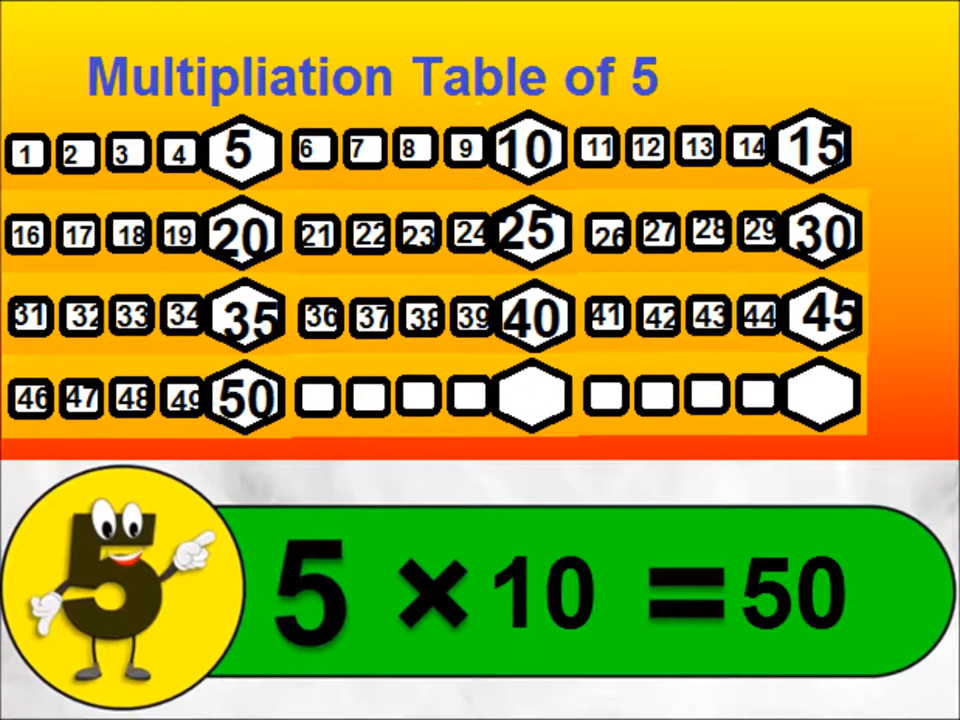 Multipliation Table of 5
1 2 3 4 5 6 7 8 9 10 11 12 13 14 15
16 17 18 19 20 21 22 23 24 25 26 27 28 29 30
31 32 33 34 35 36 37 38 39 40 41 42 43 44 45
46 47 48 49 50
5
5 × 10 = 50